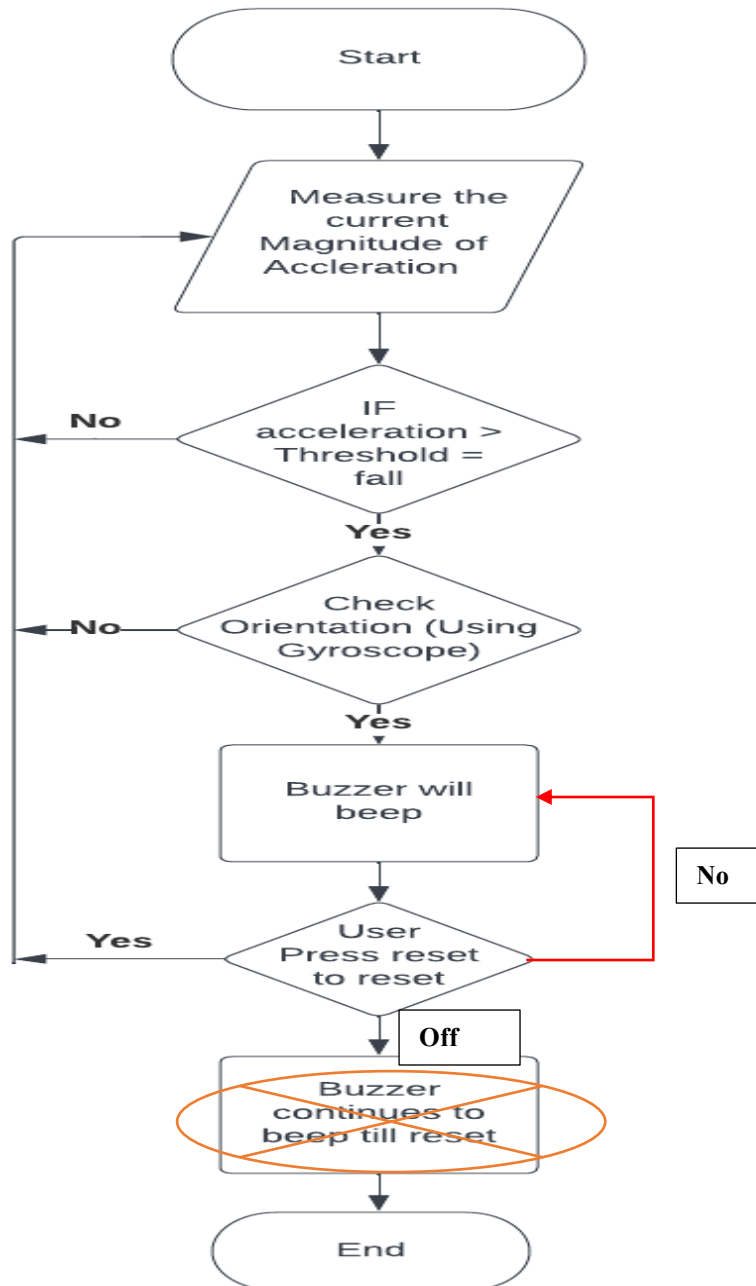 Start
Measure the
current
Magnitude of
Accleration
No
IF
acceleration >
Threshold =
fall
Yes
No
Check
Orientation (Using
Gyroscope)
Yes
Buzzer will
beep
No
Yes
User
Press reset
to reset
Off
Buzzer
continues to
beep till reset
End